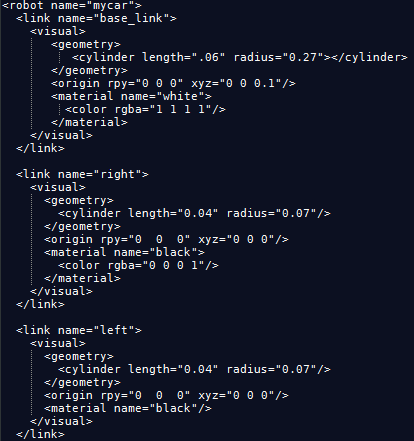 <robot name="mycar">
<link name="base_link">
<visual>
<geometry>
<cylinder length=".06" radius="0.27"></cylinder>
</geometry>
<origin rpy="0 0 0" xyz="0 0 0.1"/>
<material name="white">
<color rgba="1 1 1 1"/>
</material>
</visual>
</link>
<link name="right">
<visual>
<geometry>
<cylinder length="0.04" radius="0.07"/>
</geometry>
<origin rpy="0  0  0" xyz="0 0 0"/>
<material name="black">
<color rgba="0 0 0 1"/>
</material>
</visual>
</link>
<link name="left">
<visual>
<geometry>
<cylinder length="0.04" radius="0.07"/>
</geometry>
<origin rpy="0  0  0" xyz="0 0 0"/>
<material name="black"/>
</visual>
</link>